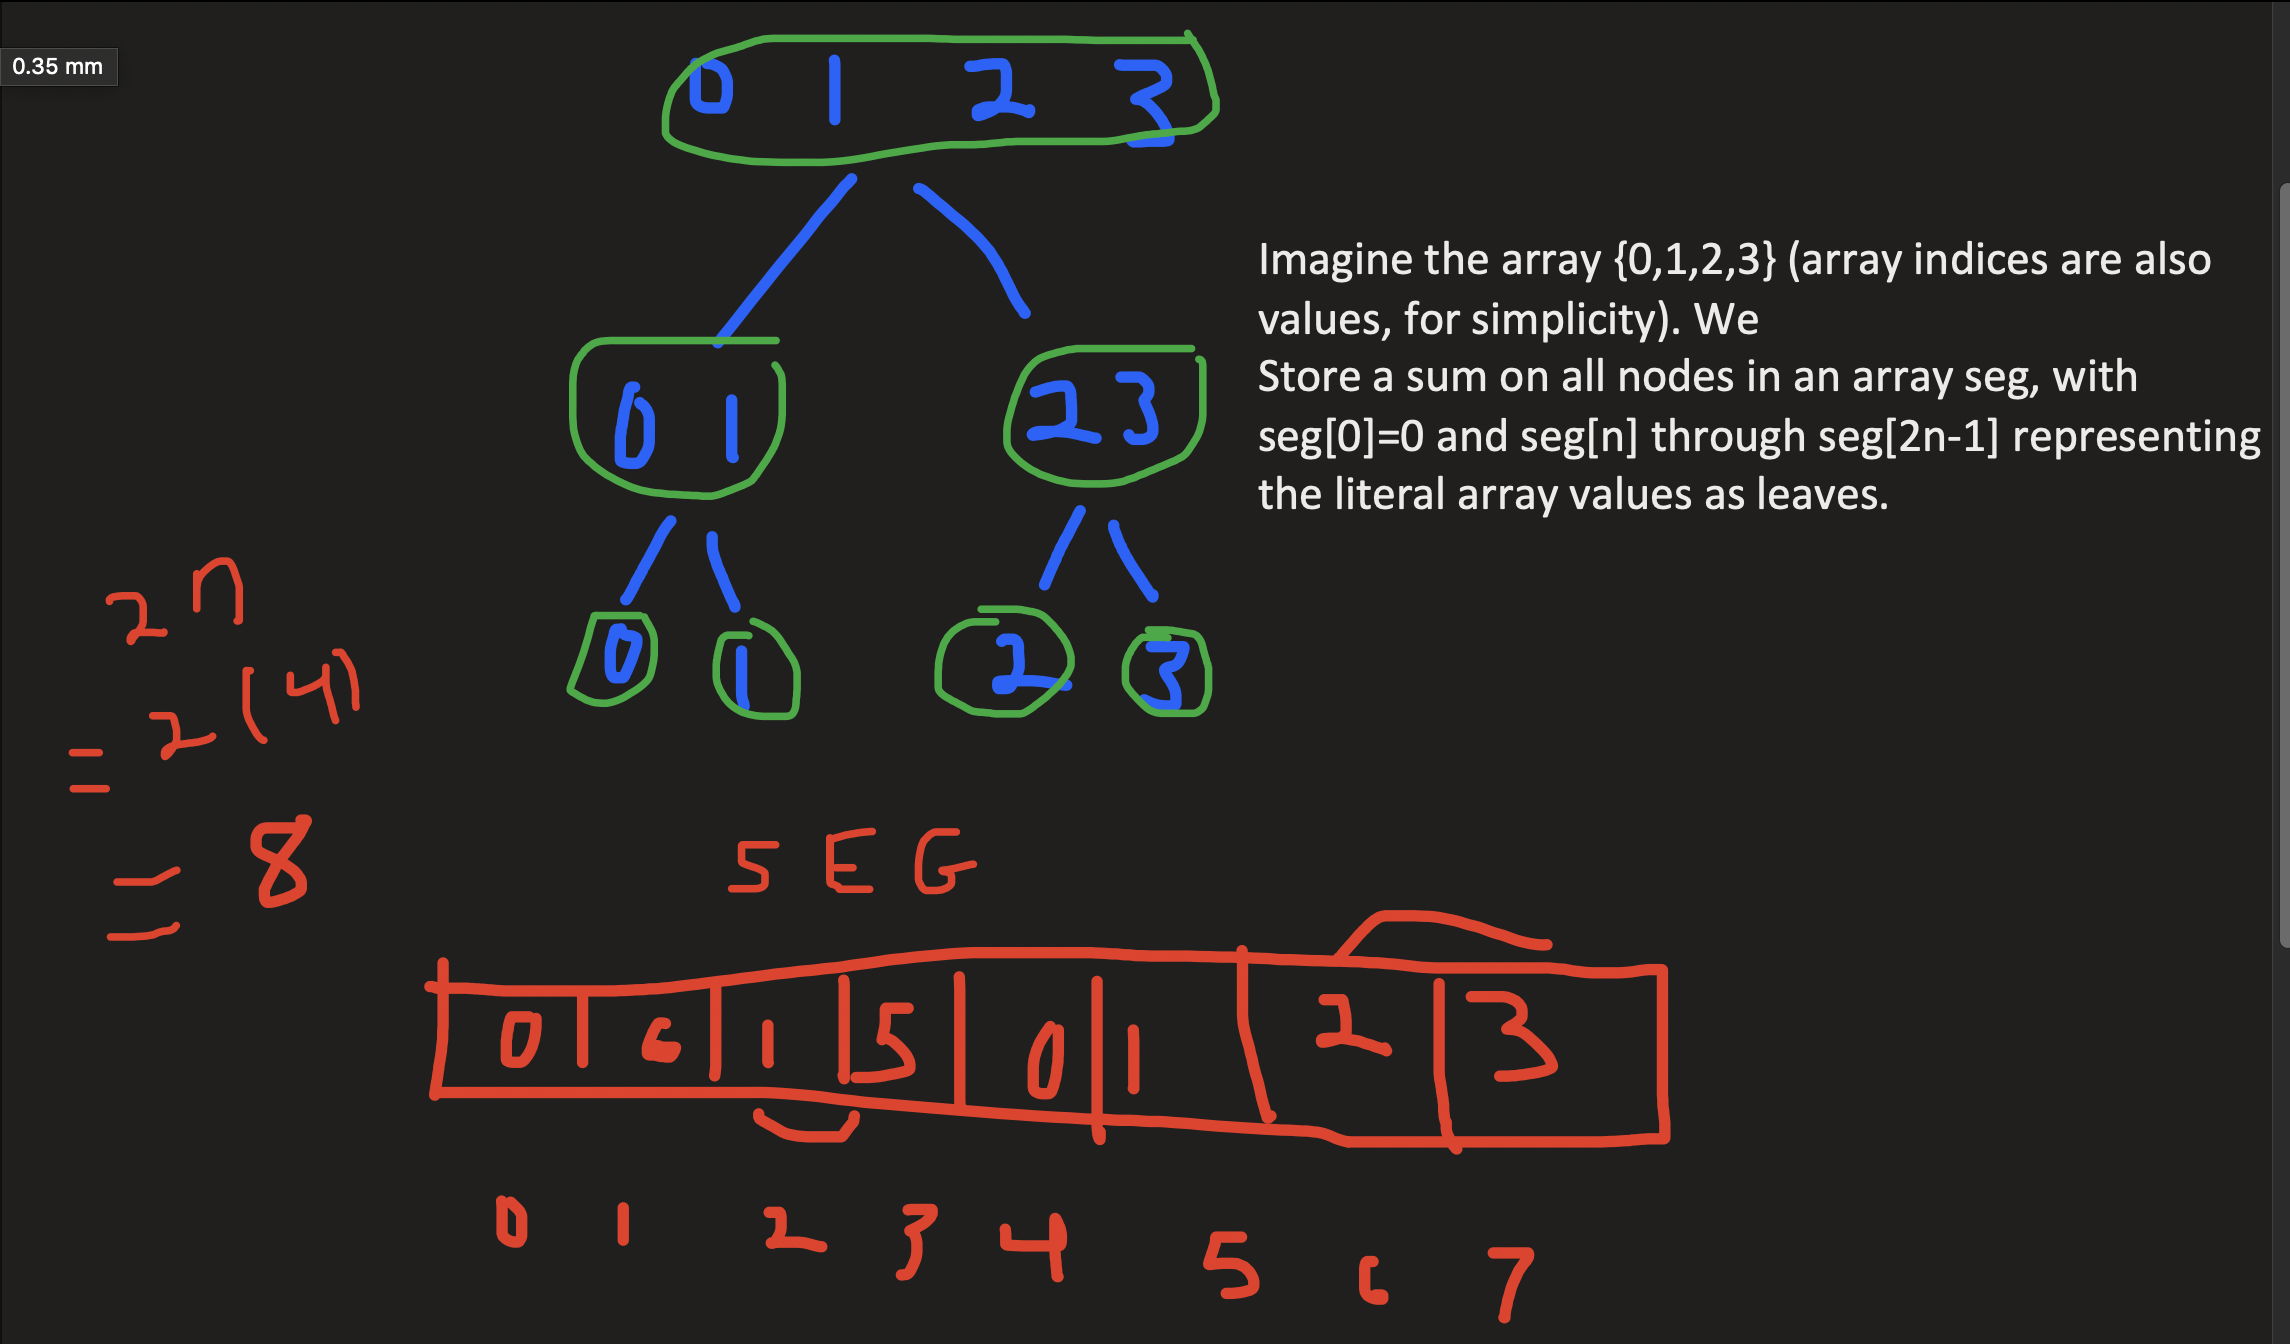 0.35 mm
0 1 2 3
Imagine the array {0,1,2,3} (array indices are also
values, for simplicity). We
Store a sum on all nodes in an array seg, with
seg[0]=0 and seg[n] through seg[2n-1] representing
the literal array values as leaves.
0 1
2 3
0
1
2
3
2n
= 2(4)
= 8
SEG
0 6 1 5 0 1 2 3
0 1 2 3 4 5 6 7